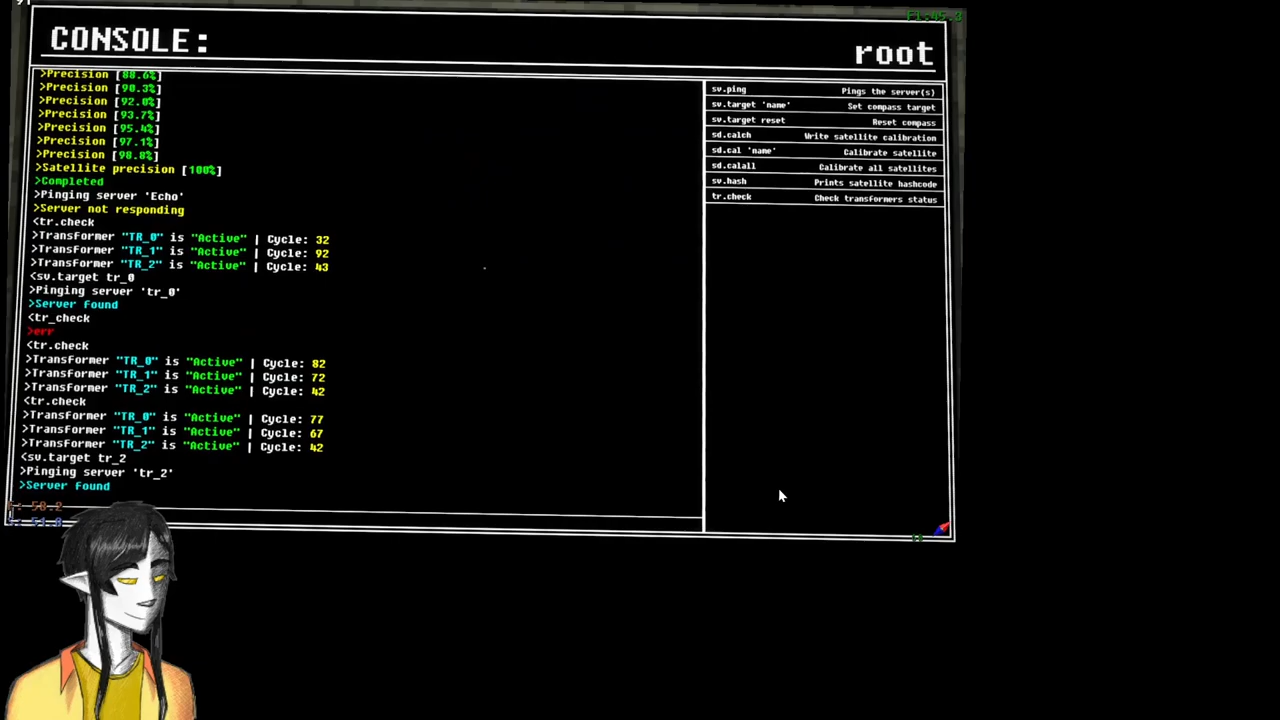 CONSOLE:
root
>Precision [88.6%]
>Precision [90.3%]
>Precision [92.0%]
>Precision [93.7%]
>Precision [95.4%]
>Precision [97.1%]
>Precision [98.8%]
>Satellite precision [100%]
>Completed
>Pinging server 'Echo'
>Server not responding
<tr.check
>Transformer "TR_0" is "Active" | Cycle: 32
>Transformer "TR_1" is "Active" | Cycle: 92
>Transformer "TR_2" is "Active" | Cycle: 43
<sv.target tr_0
>Pinging server 'tr_0'
>Server found
<tr_check
>err
<tr.check
>Transformer "TR_0" is "Active" | Cycle: 82
>Transformer "TR_1" is "Active" | Cycle: 72
>Transformer "TR_2" is "Active" | Cycle: 42
<tr.check
>Transformer "TR_0" is "Active" | Cycle: 77
>Transformer "TR_1" is "Active" | Cycle: 67
>Transformer "TR_2" is "Active" | Cycle: 42
<sv.target tr_2
>Pinging server 'tr_2'
>Server found
sv.ping Pings the server(s)
sv.target 'name' Set compass target
sv.target reset Reset compass
sd.calch Write satellite calibration
sd.cal 'name' Calibrate satellite
sd.calall Calibrate all satellites
sv.hash Prints satellite hashcode
tr.check Check transformers status